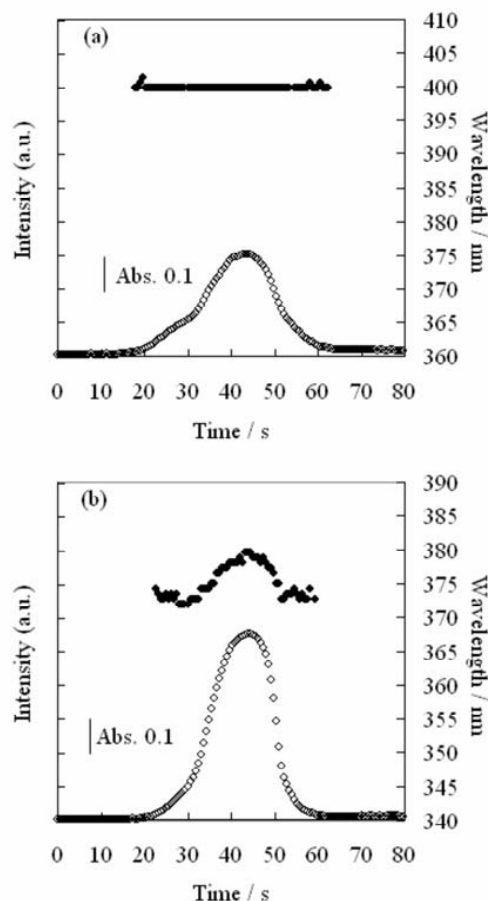 (a)
410
405
400
395
390
385
380
375
370
365
360
Intensity (a.u.)
Wavelength / nm
Abs. 0.1
0 10 20 30 40 50 60 70 80
Time / s
(b)
390
385
380
375
370
365
360
355
350
345
340
Intensity (a.u.)
Wavelength / nm
Abs. 0.1
0 10 20 30 40 50 60 70 80
Time / s